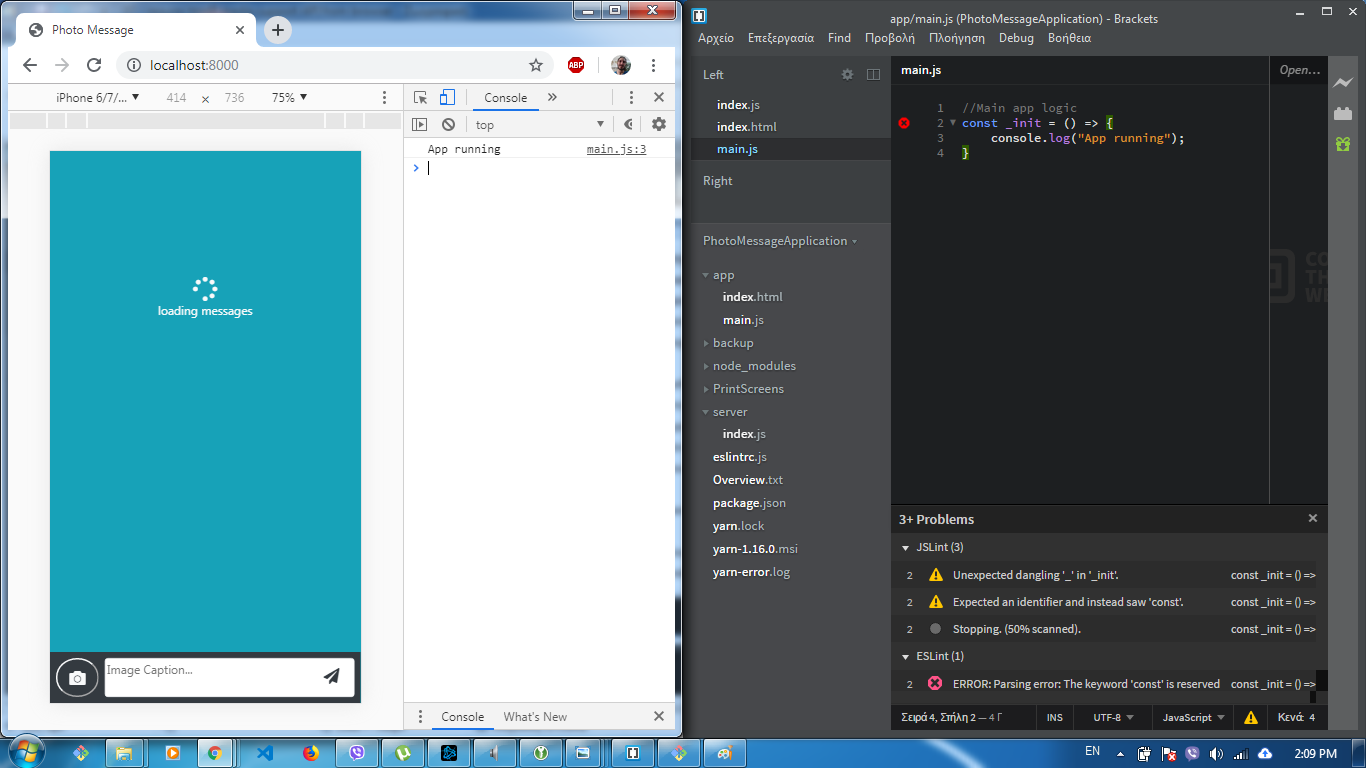 Photo Message
localhost:8000
iPhone 6/7/... ▼ 414 × 736 75% ▼
Console »
top
App running main.js:3
loading messages
Image Caption...
Console What's New
app/main.js (PhotoMessageApplication) - Brackets
Αρχείο Επεξεργασία Find Προβολή Πλοήγηση Debug Βοήθεια
Left
index.js
index.html
main.js
Right
PhotoMessageApplication
app
index.html
main.js
backup
node_modules
PrintScreens
server
index.js
eslintrc.js
Overview.txt
package.json
yarn.lock
yarn-1.16.0.msi
yarn-error.log
main.js
Open...
1 //Main app logic
2 const _init = () => {
3 console.log("App running");
4 }
3+ Problems
JSLint (3)
2 Unexpected dangling '_' in '_init'. const _init = () =>
2 Expected an identifier and instead saw 'const'. const _init = () =>
2 Stopping. (50% scanned). const _init = () =>
ESLint (1)
2 ERROR: Parsing error: The keyword 'const' is reserved const _init = () =>
Σειρά 4, Στήλη 2 — 4 Γ INS UTF-8 JavaScript Κενά: 4
EN 2:09 PM